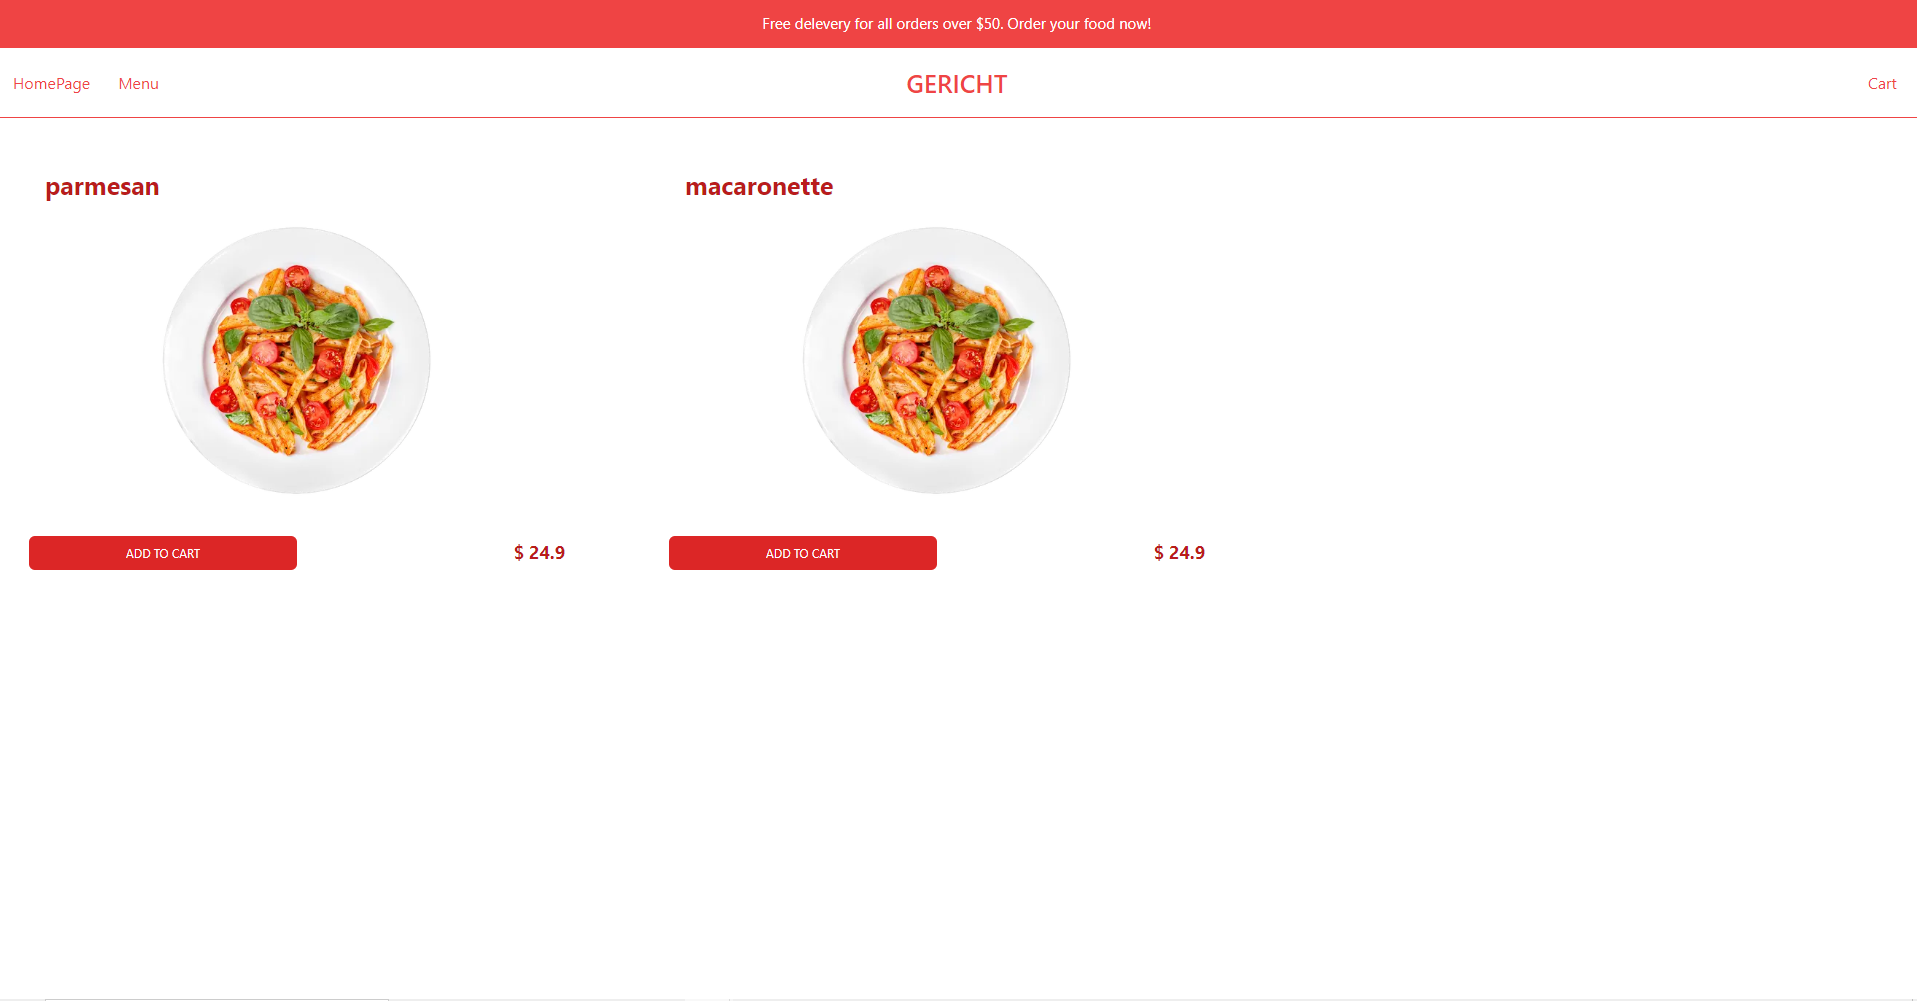 Free delevery for all orders over $50. Order your food now!
HomePage Menu GERICHT Cart
parmesan
macaronette
ADD TO CART $ 24.9
ADD TO CART $ 24.9